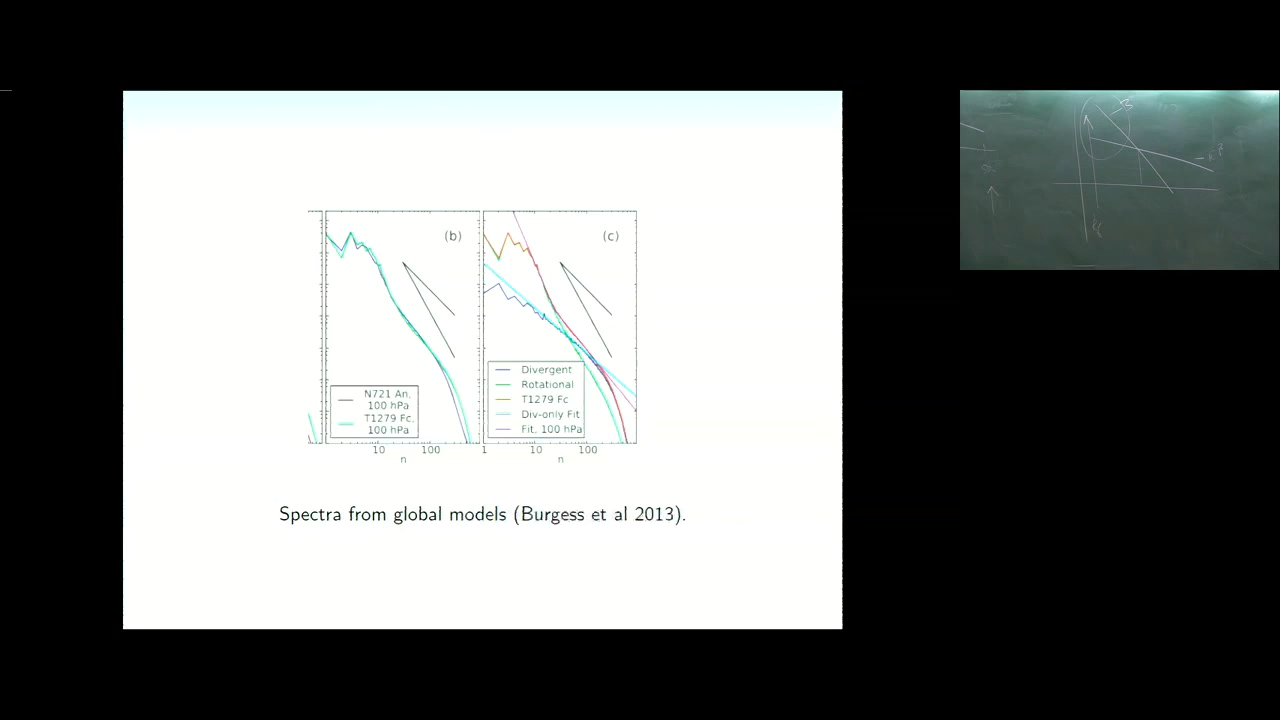 (b)
N721 An,
100 hPa
T1279 Fc,
100 hPa
10
100
n
(c)
Divergent
Rotational
T1279 Fc
Div-only Fit
Fit, 100 hPa
1
10
100
n
Spectra from global models (Burgess et al 2013).
-3